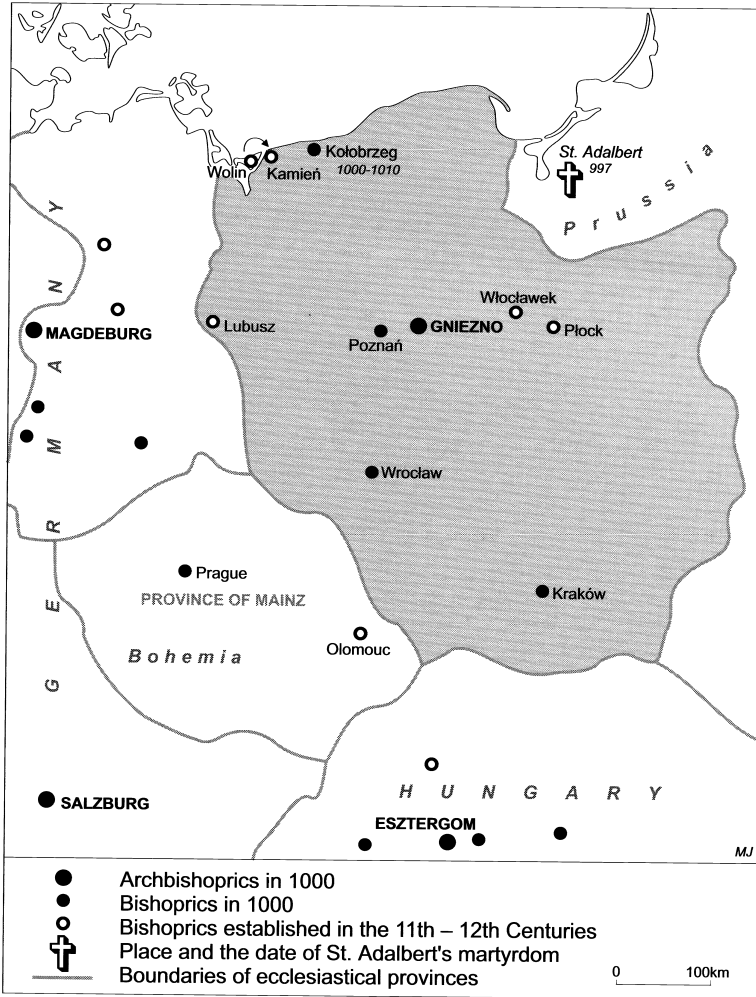 Wolin
Kamień
Kołobrzeg
1000-1010
St. Adalbert
997
Prussia
Włocławek
MAGDEBURG
Lubusz
GNIEZNO
Płock
Poznań
Wrocław
GERMANY
Prague
PROVINCE OF MAINZ
Kraków
Bohemia
Olomouc
HUNGARY
SALZBURG
ESZTERGOM
MJ
Archbishoprics in 1000
Bishoprics in 1000
Bishoprics established in the 11th – 12th Centuries
Place and the date of St. Adalbert's martyrdom
Boundaries of ecclesiastical provinces
0 100km